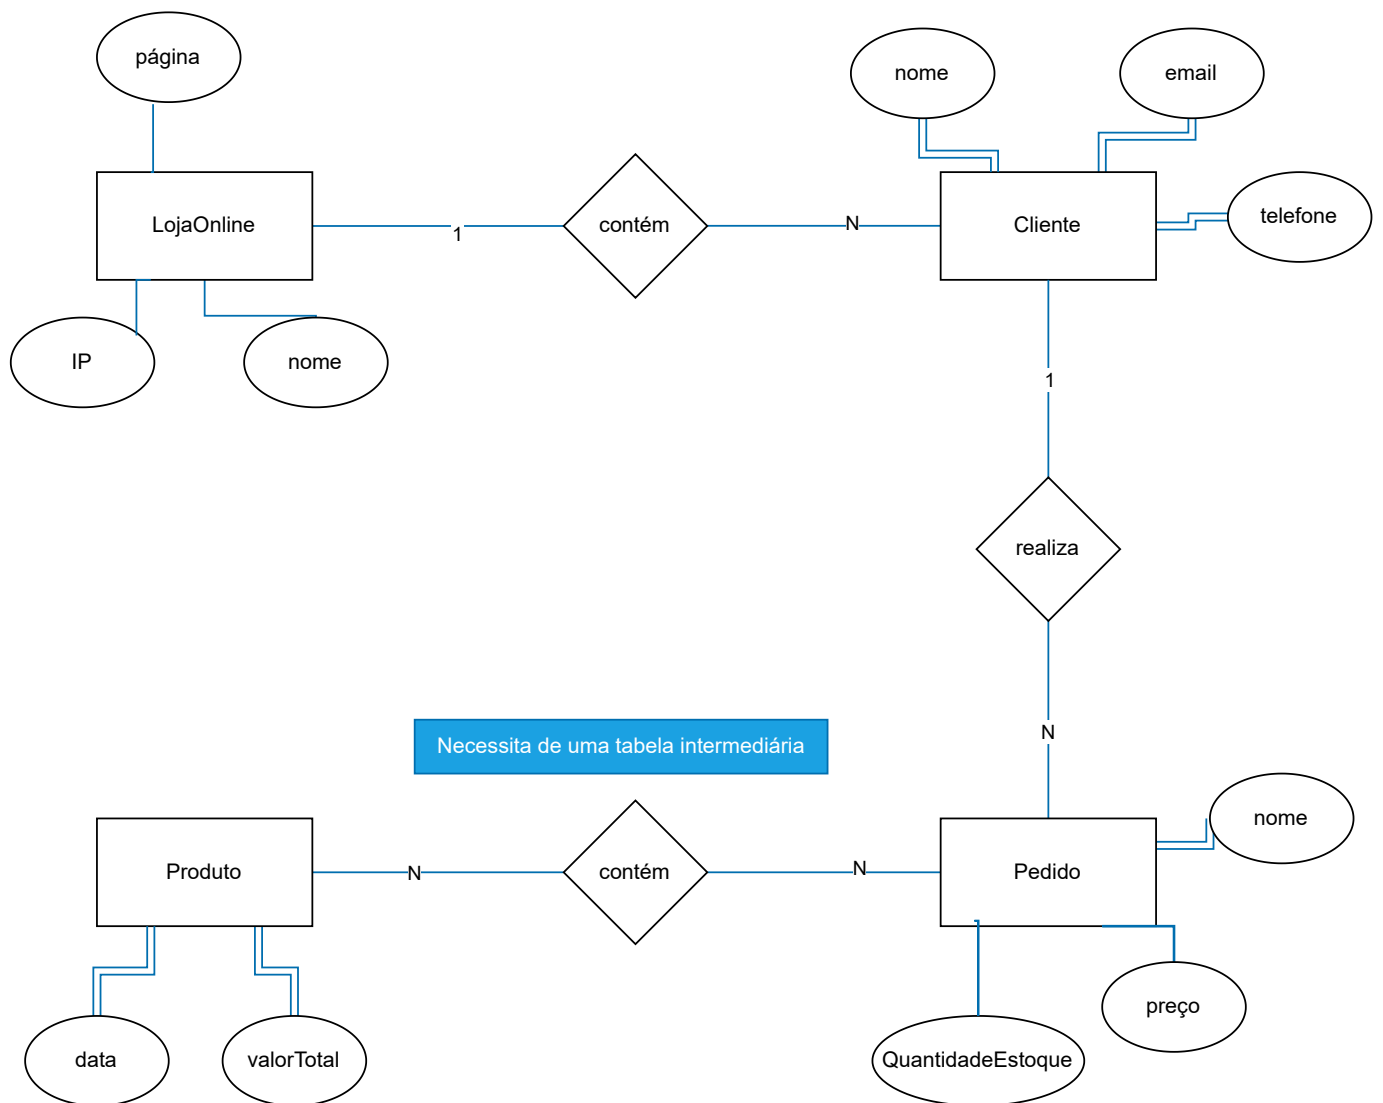 página
nome
email
telefone
LojaOnline
1
contém
N
Cliente
IP
nome
1
realiza
N
Necessita de uma tabela intermediária
nome
Produto
N
contém
N
Pedido
preço
data
valorTotal
QuantidadeEstoque